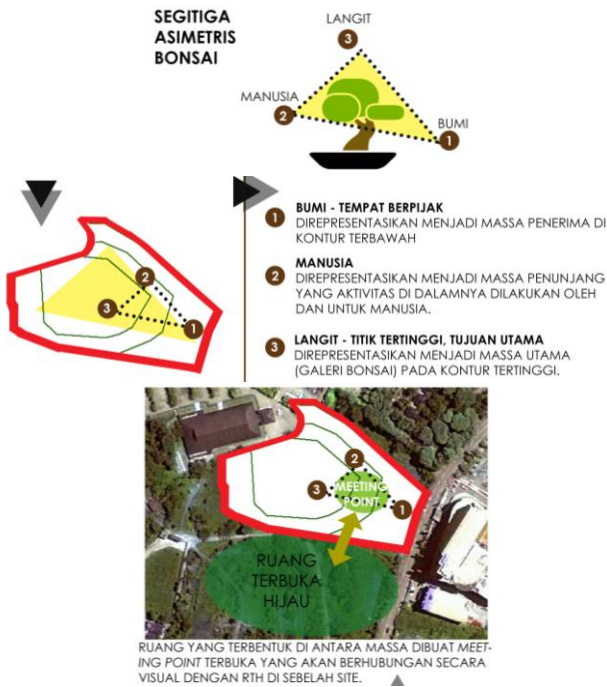 SEGITIGA
ASIMETRIS
BONSAI
LANGIT
3
MANUSIA
2
BUMI
1
1
BUMI - TEMPAT BERPIJAK
DIREPRESENTASIKAN MENJADI MASSA PENERIMA DI
KONTUR TERBAWAH
2
MANUSIA
DIREPRESENTASIKAN MENJADI MASSA PENUNJANG
YANG AKTIVITAS DI DALAMNYA DILAKUKAN OLEH
DAN UNTUK MANUSIA.
3
LANGIT - TITIK TERTINGGI, TUJUAN UTAMA
DIREPRESENTASIKAN MENJADI MASSA UTAMA
(GALERI BONSAI) PADA KONTUR TERTINGGI.
2
3
1
2
3
MEETING
POINT
1
RUANG
TERBUKA
HIJAU
RUANG YANG TERBENTUK DI ANTARA MASSA DIBUAT MEET-
ING POINT TERBUKA YANG AKAN BERHUBUNGAN SECARA
VISUAL DENGAN RTH DI SEBELAH SITE.